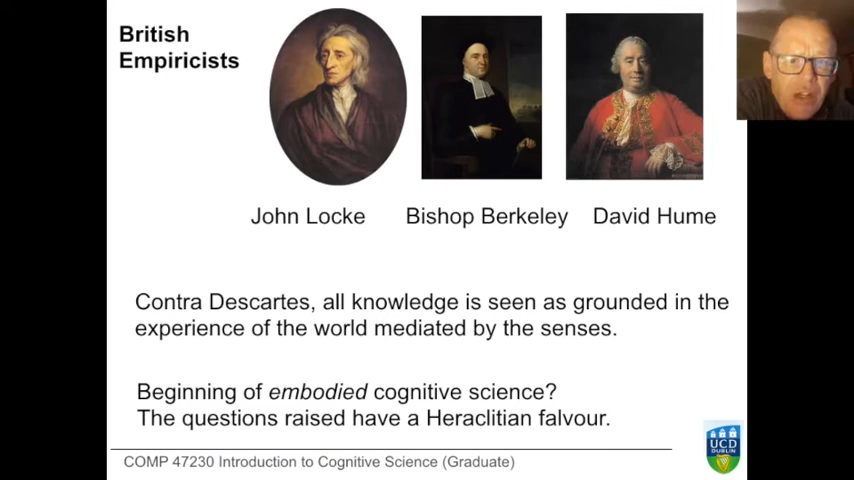 British
Empiricists
John Locke
Bishop Berkeley
David Hume
Contra Descartes, all knowledge is seen as grounded in the
experience of the world mediated by the senses.
Beginning of embodied cognitive science?
The questions raised have a Heraclitian falvour.
COMP 47230 Introduction to Cognitive Science (Graduate)
UCD
DUBLIN